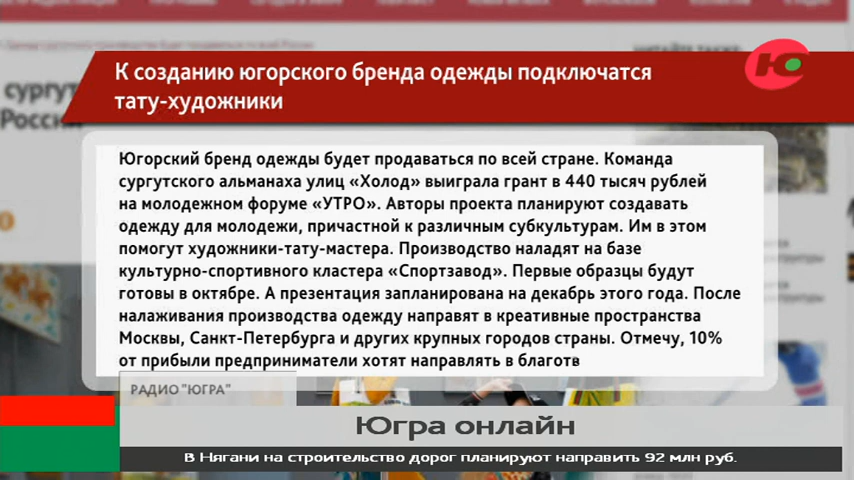 сургут
России
К созданию югорского бренда одежды подключатся
тату-художники
Ю
Югорский бренд одежды будет продаваться по всей стране. Команда
сургутского альманаха улиц «Холод» выиграла грант в 440 тысяч рублей
на молодежном форуме «УТРО». Авторы проекта планируют создавать
одежду для молодежи, причастной к различным субкультурам. Им в этом
помогут художники-тату-мастера. Производство наладят на базе
культурно-спортивного кластера «Спортзавод». Первые образцы будут
готовы в октябре. А презентация запланирована на декабрь этого года. После
налаживания производства одежду направят в креативные пространства
Москвы, Санкт-Петербурга и других крупных городов страны. Отмечу, 10%
от прибыли предприниматели хотят направлять в благотв
РАДИО "ЮГРА"
Югра онлайн
В Нягани на строительство дорог планируют направить 92 млн руб.